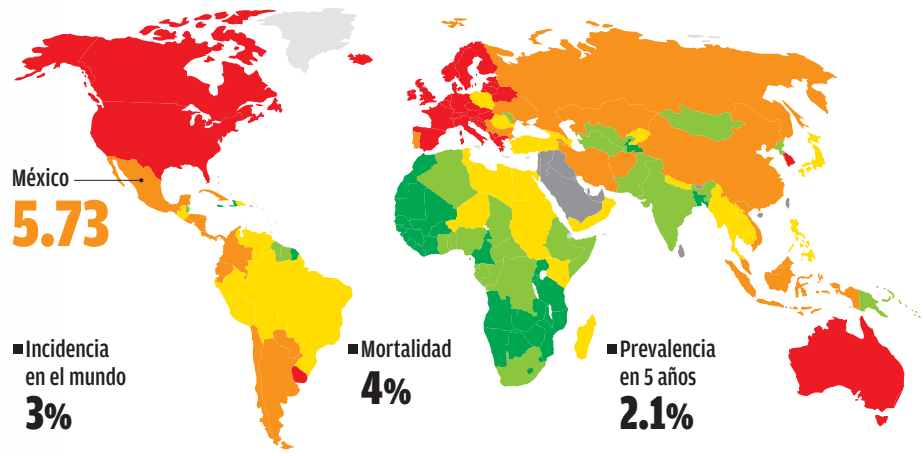 México
5.73
■Incidencia
en el mundo
3%
■Mortalidad
4%
■Prevalencia
en 5 años
2.1%